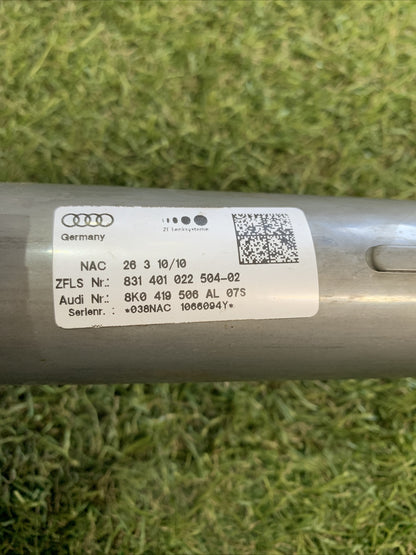 Germany
ZF Lenksysteme
NAC 26 3 10/10
ZFLS Nr.: 831 401 022 504-02
Audi Nr.: 8K0 419 506 AL 07S
Serienr. : *038NAC 1066094Y*